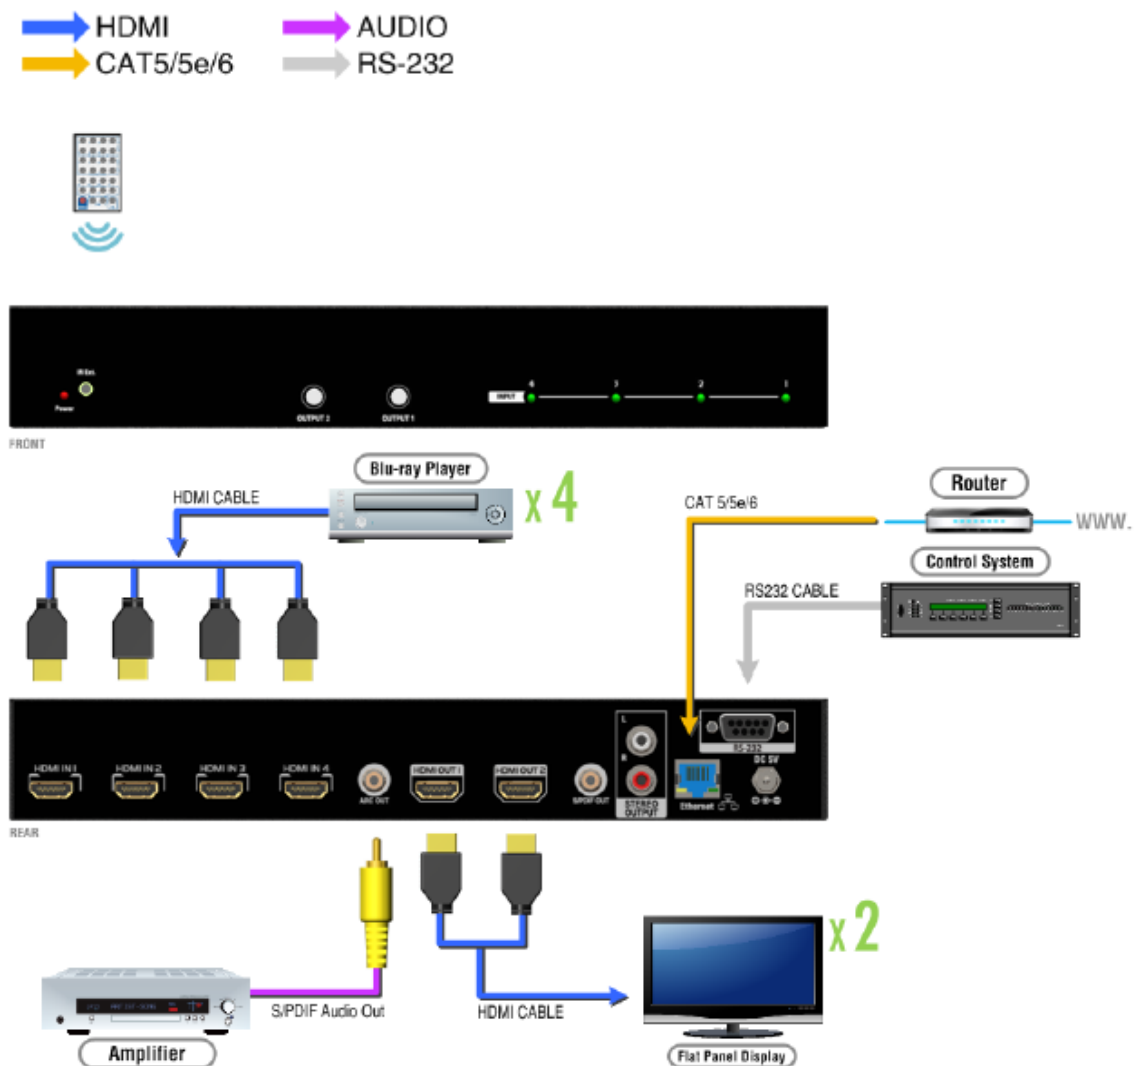 HDMI
AUDIO
CAT5/5e/6
RS-232
IR Ext.
Power
OUTPUT 2
OUTPUT 1
INPUT
4
3
2
1
FRONT
Blu-ray Player
x 4
HDMI CABLE
CAT 5/5e/6
Router
WWW.
Control System
RS232 CABLE
HDMI IN 1
HDMI IN 2
HDMI IN 3
HDMI IN 4
ARC OUT
HDMI OUT 1
HDMI OUT 2
S/PDIF OUT
L
R
STEREO
OUTPUT
Ethernet
RS-232
DC 5V
REAR
x 2
S/PDIF Audio Out
HDMI CABLE
Amplifier
Flat Panel Display